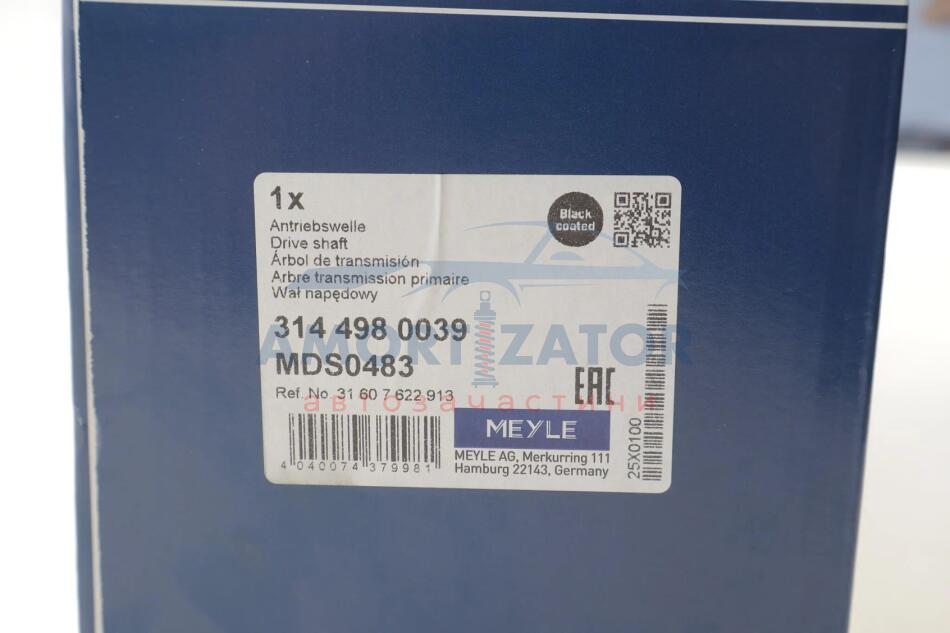 1x
Antriebswelle
Drive shaft
Árbol de transmisión
Arbre transmission primaire
Wał napędowy
Black
coated
314 498 0039
AMORTIZATOR
MDS0483
EAC
Ref. No. 31 60 7 622 913
автозачастини
MEYLE
4 040074 379981
MEYLE AG, Merkurring 111
Hamburg 22143, Germany
25X0100